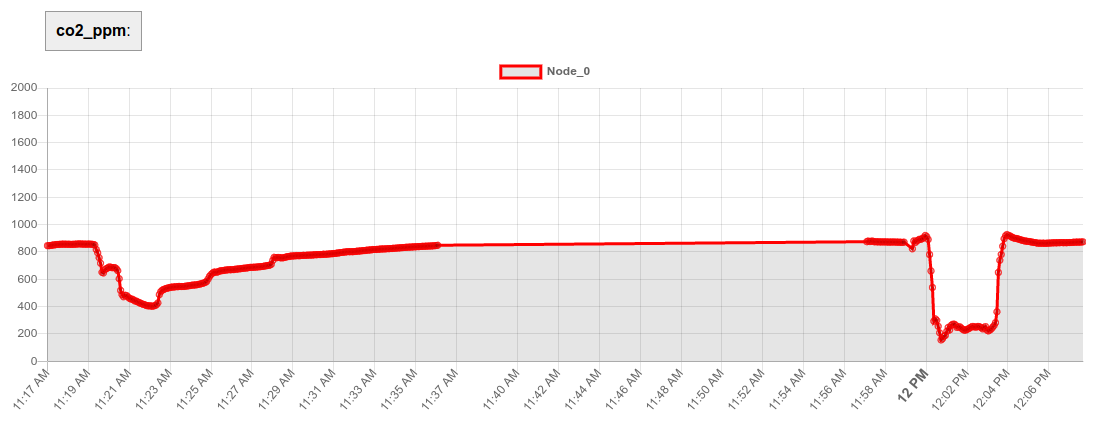 co2_ppm:
Node_0
2000
1800
1600
1400
1200
1000
800
600
400
200
0
11:17 AM
11:19 AM
11:21 AM
11:23 AM
11:25 AM
11:27 AM
11:29 AM
11:31 AM
11:33 AM
11:35 AM
11:37 AM
11:40 AM
11:42 AM
11:44 AM
11:46 AM
11:48 AM
11:50 AM
11:52 AM
11:54 AM
11:56 AM
11:58 AM
12 PM
12:02 PM
12:04 PM
12:06 PM